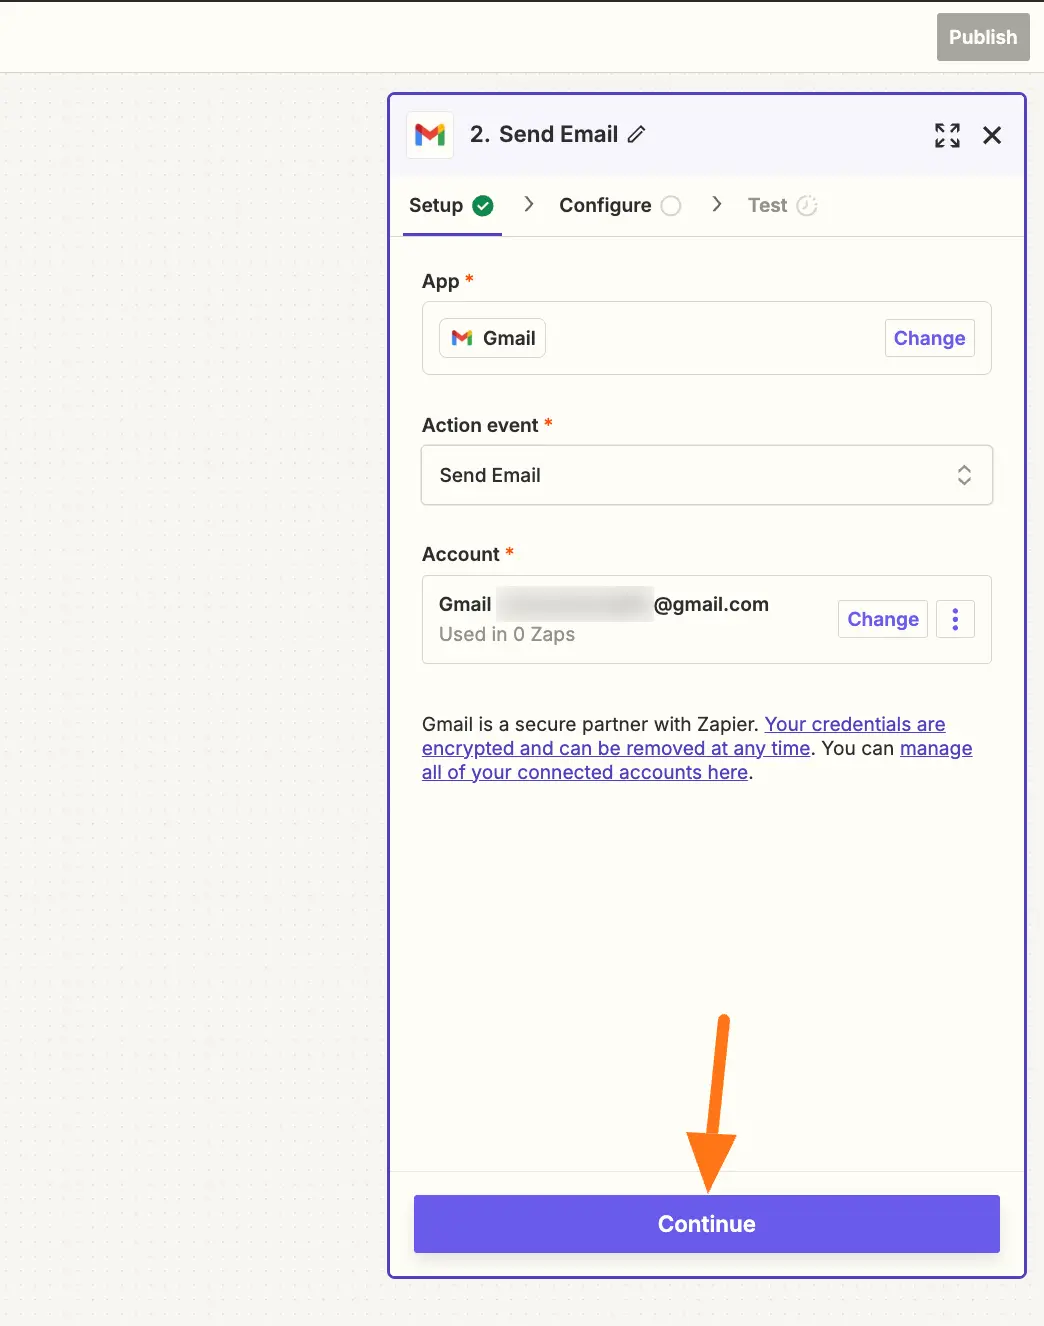 Publish
2. Send Email
Setup
Configure
Test
App *
Gmail
Change
Action event *
Send Email
Account *
Gmail @gmail.com
Used in 0 Zaps
Change
Gmail is a secure partner with Zapier. Your credentials are
encrypted and can be removed at any time. You can manage
all of your connected accounts here.
Continue